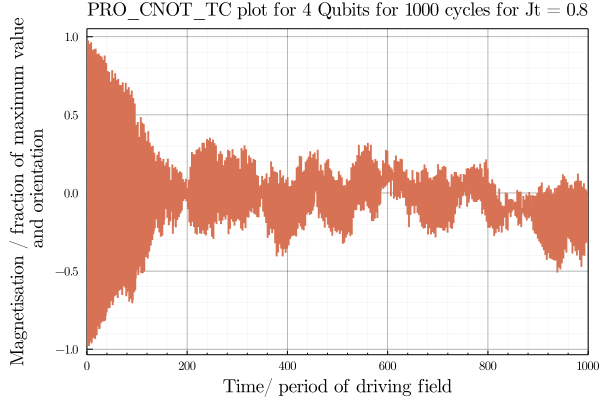 PRO_CNOT_TC plot for 4 Qubits for 1000 cycles for Jt = 0.8
Magnetisation / fraction of maximum value
and orientation
1.0
0.5
0.0
−0.5
−1.0
0 200 400 600 800 1000
Time/ period of driving field